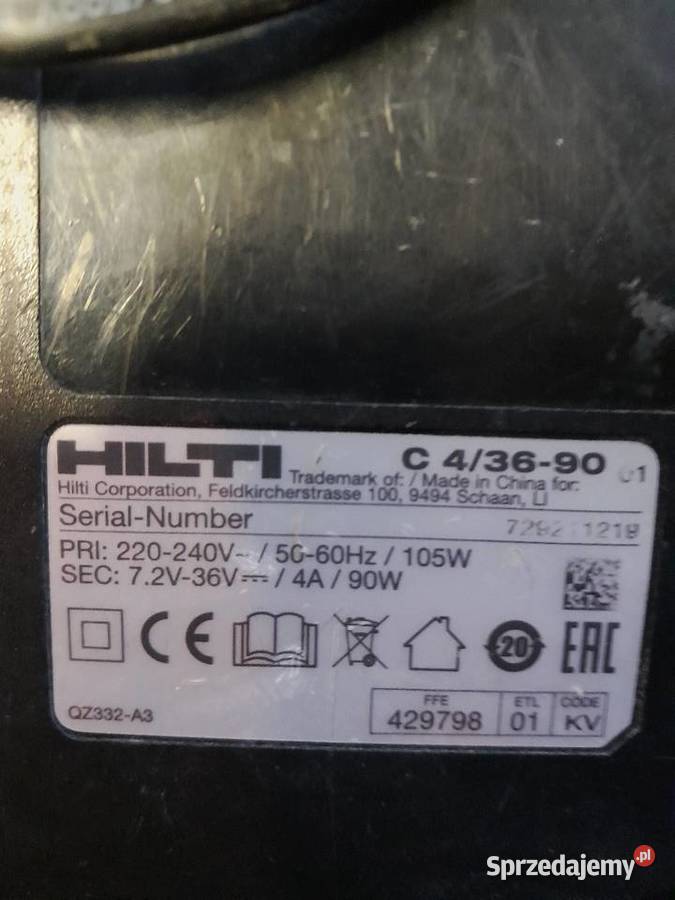 HILTI
C 4/36-90
01
Trademark of: / Made in China for:
Hilti Corporation, Feldkircherstrasse 100, 9494 Schaan, LI
Serial-Number
PRI: 220-240V~ / 50-60Hz / 105W
SEC: 7.2V-36V⎓ / 4A / 90W
CE
20
EAC
QZ332-A3
FFE ETL CODE
429798 01 KV
Sprzedajemy.pl